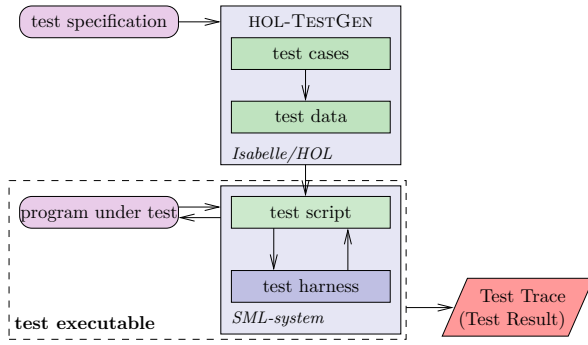 test specification
HOL-TESTGEN
test cases
test data
Isabelle/HOL
program under test
test script
test harness
Test Trace
(Test Result)
test executable
SML-system